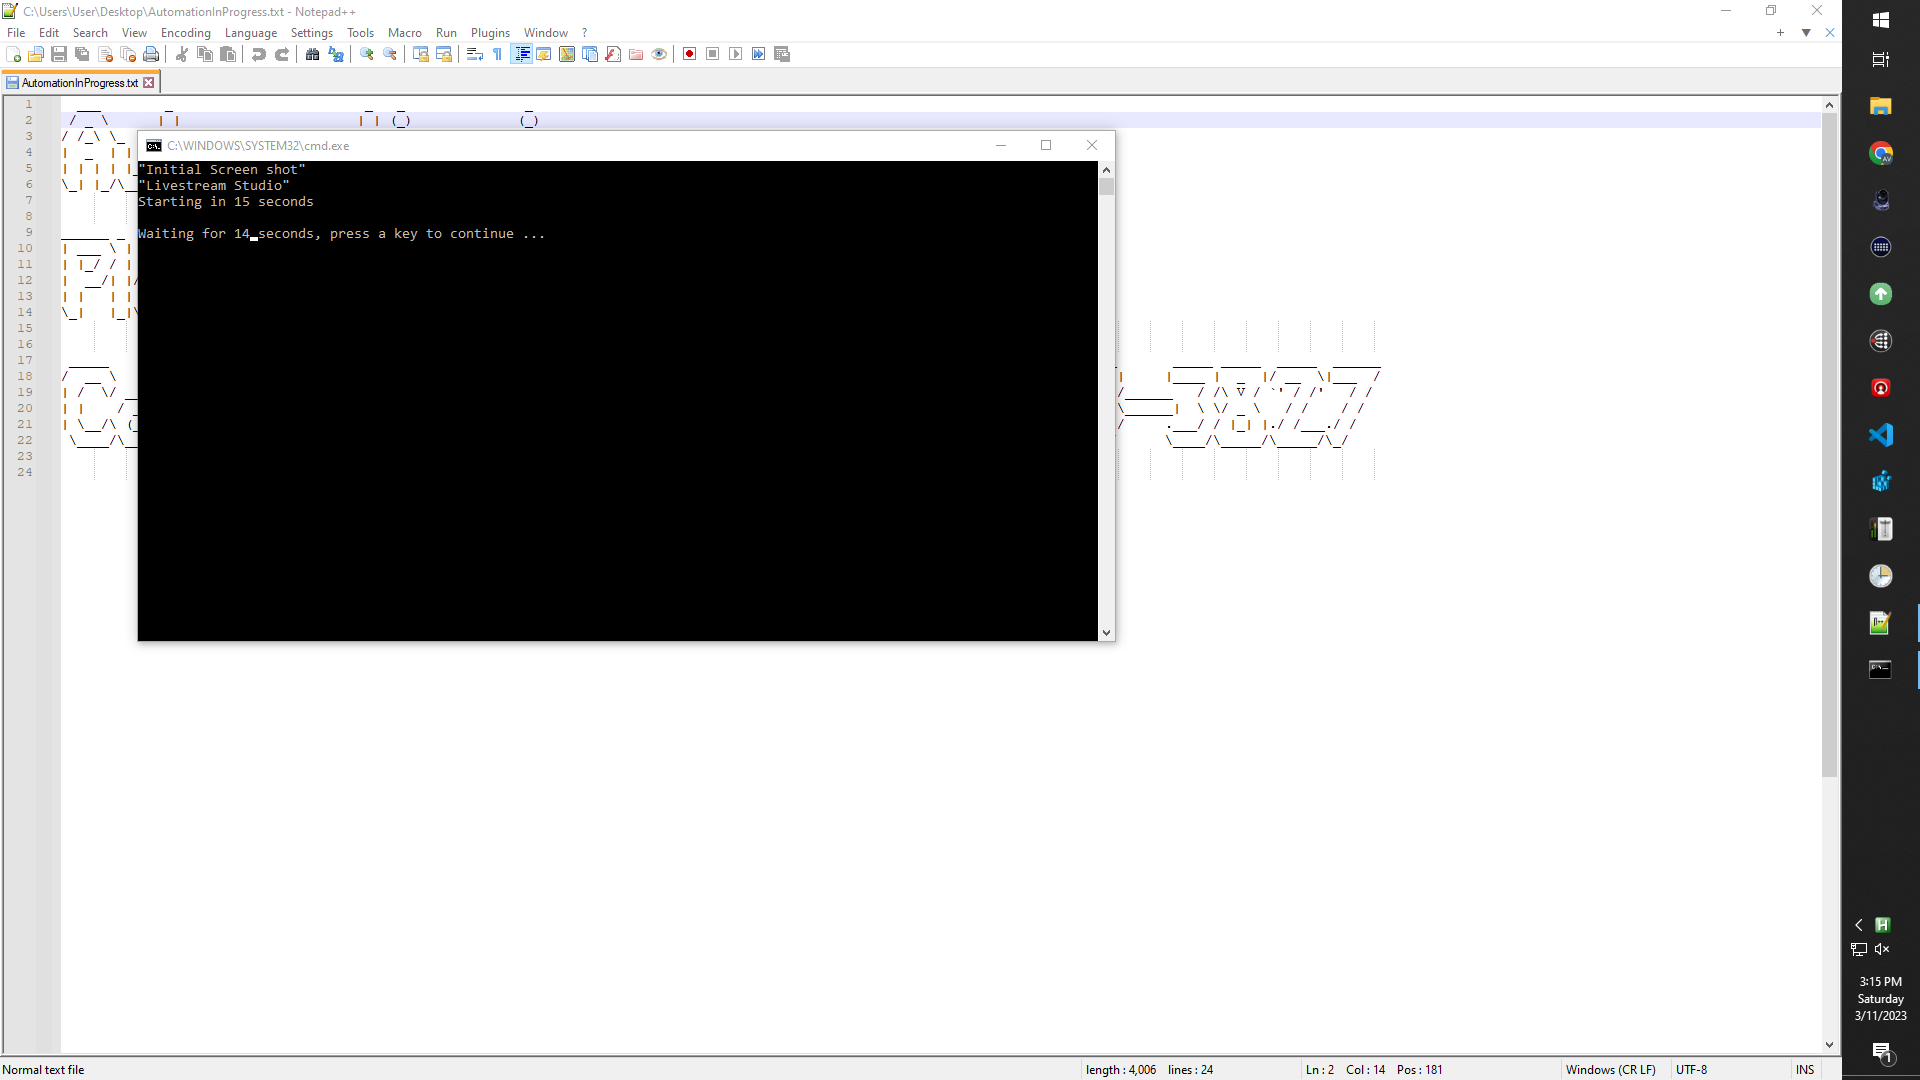 C:\Users\User\Desktop\AutomationInProgress.txt - Notepad++
File Edit Search View Encoding Language Settings Tools Macro Run Plugins Window ?
AutomationInProgress.txt
C:\WINDOWS\SYSTEM32\cmd.exe
"Initial Screen shot"
"Livestream Studio"
Starting in 15 seconds
Waiting for 14 seconds, press a key to continue ...
1
2
3
4
5
6
7
8
9
10
11
12
13
14
15
16
17
18
19
20
21
22
23
24
-3827
3:15 PM
Saturday
3/11/2023
1
Normal text file
length : 4,006 lines : 24
Ln : 2 Col : 14 Pos : 181
Windows (CR LF)
UTF-8
INS